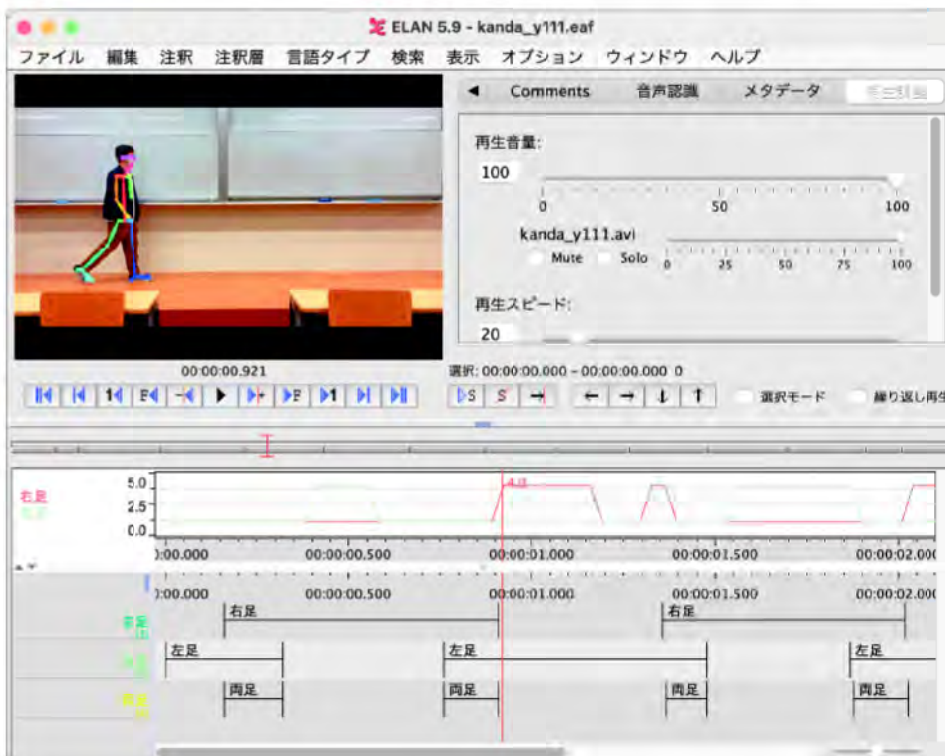 ELAN 5.9 - kanda_y111.eaf
ファイル 編集 注釈 注釈層 言語タイプ 検索 表示 オプション ウィンドウ ヘルプ
◀ Comments 音声認識 メタデータ
再生音量:
100
0 50 100
kanda_y111.avi
Mute Solo
0 25 50 75 100
再生スピード:
20
00:00:00.921
選択: 00:00:00.000 - 00:00:00.000 0
1 F F 1 S S ← → ↓ ↑ 選択モード 繰り返し再生
右足
5.0
2.5
0.0
00:00.000 00:00:00.500 00:00:01.000 00:00:01.500 00:00:02.0
00:00.000 00:00:00.500 00:00:01.000 00:00:01.500 00:00:02.0
右足 右足
左足 左足 左足
両足 両足 両足 両足